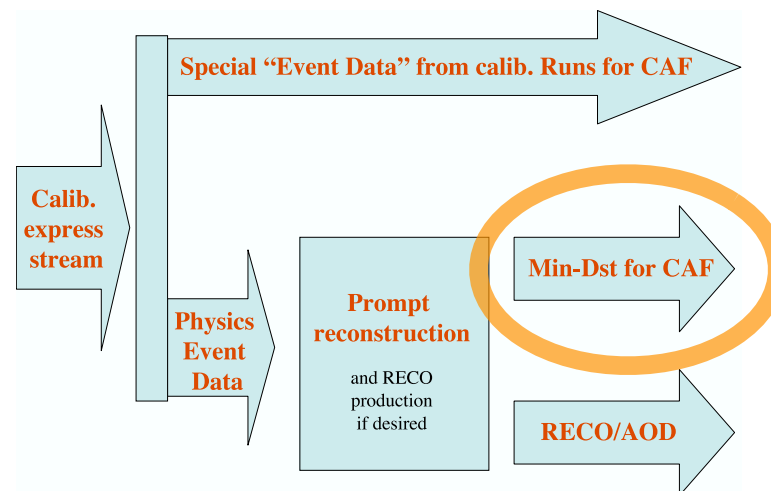 Special “Event Data” from calib. Runs for CAF
Calib.
express
stream
Min-Dst for CAF
Physics
Event
Data
Prompt
reconstruction
and RECO
production
if desired
RECO/AOD